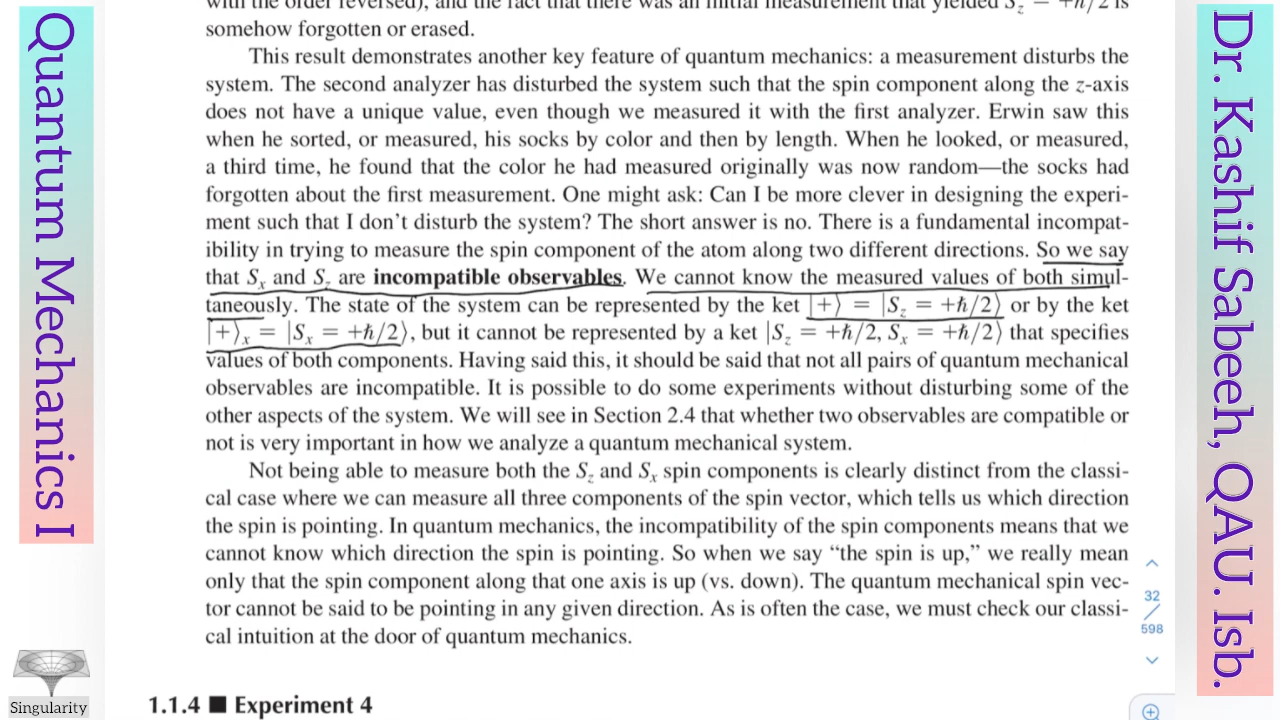 Quantum Mechanics I
with the order reversed), and the fact that there was an initial measurement that yielded S_z = +ℏ/2 is
somehow forgotten or erased.
This result demonstrates another key feature of quantum mechanics: a measurement disturbs the
system. The second analyzer has disturbed the system such that the spin component along the z-axis
does not have a unique value, even though we measured it with the first analyzer. Erwin saw this
when he sorted, or measured, his socks by color and then by length. When he looked, or measured,
a third time, he found that the color he had measured originally was now random—the socks had
forgotten about the first measurement. One might ask: Can I be more clever in designing the experi-
ment such that I don't disturb the system? The short answer is no. There is a fundamental incompat-
ibility in trying to measure the spin component of the atom along two different directions. So we say
that S_x and S_z are incompatible observables. We cannot know the measured values of both simul-
taneously. The state of the system can be represented by the ket |+⟩ = |S_z = +ℏ/2⟩ or by the ket
|+⟩_x = |S_x = +ℏ/2⟩, but it cannot be represented by a ket |S_z = +ℏ/2, S_x = +ℏ/2⟩ that specifies
values of both components. Having said this, it should be said that not all pairs of quantum mechanical
observables are incompatible. It is possible to do some experiments without disturbing some of the
other aspects of the system. We will see in Section 2.4 that whether two observables are compatible or
not is very important in how we analyze a quantum mechanical system.
Not being able to measure both the S_z and S_x spin components is clearly distinct from the classi-
cal case where we can measure all three components of the spin vector, which tells us which direction
the spin is pointing. In quantum mechanics, the incompatibility of the spin components means that we
cannot know which direction the spin is pointing. So when we say “the spin is up,” we really mean
only that the spin component along that one axis is up (vs. down). The quantum mechanical spin vec-
tor cannot be said to be pointing in any given direction. As is often the case, we must check our classi-
cal intuition at the door of quantum mechanics.
1.1.4 ■ Experiment 4
32
598
Singularity
Dr. Kashif Sabeeh, QAU. Isb.